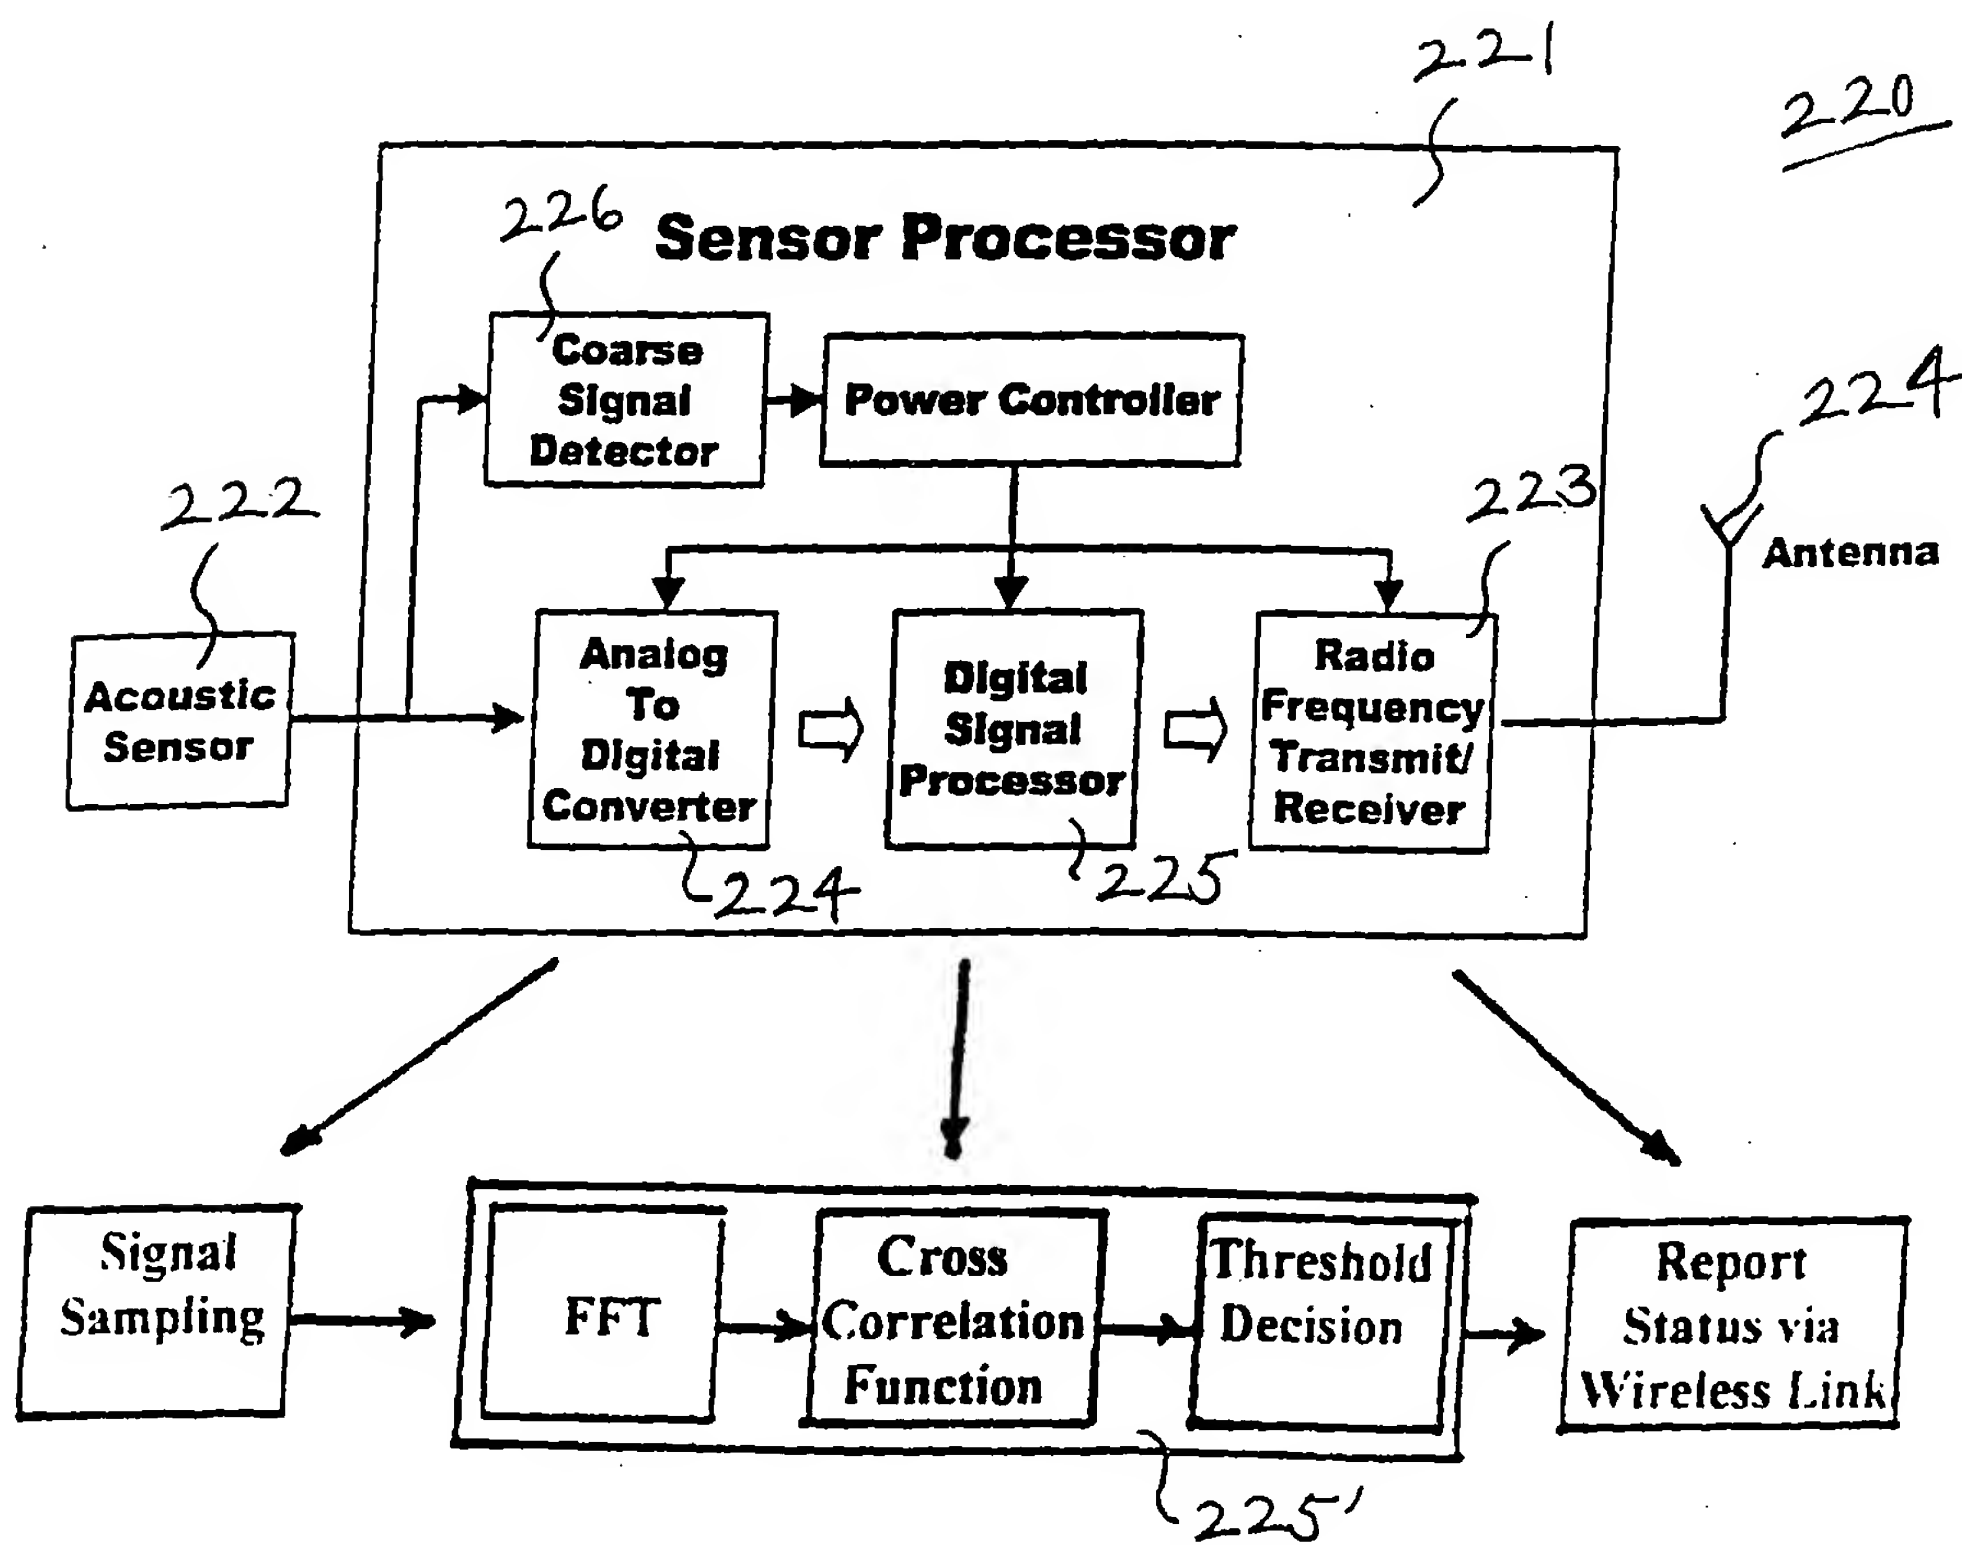 221
220
226
Sensor Processor
Coarse
Signal
Detector
Power Controller
224
222
223
Antenna
Acoustic
Sensor
Analog
To
Digital
Converter
Digital
Signal
Processor
Radio
Frequency
Transmit/
Receiver
224
225
Signal
Sampling
FFT
Cross
Correlation
Function
Threshold
Decision
Report
Status via
Wireless Link
225'